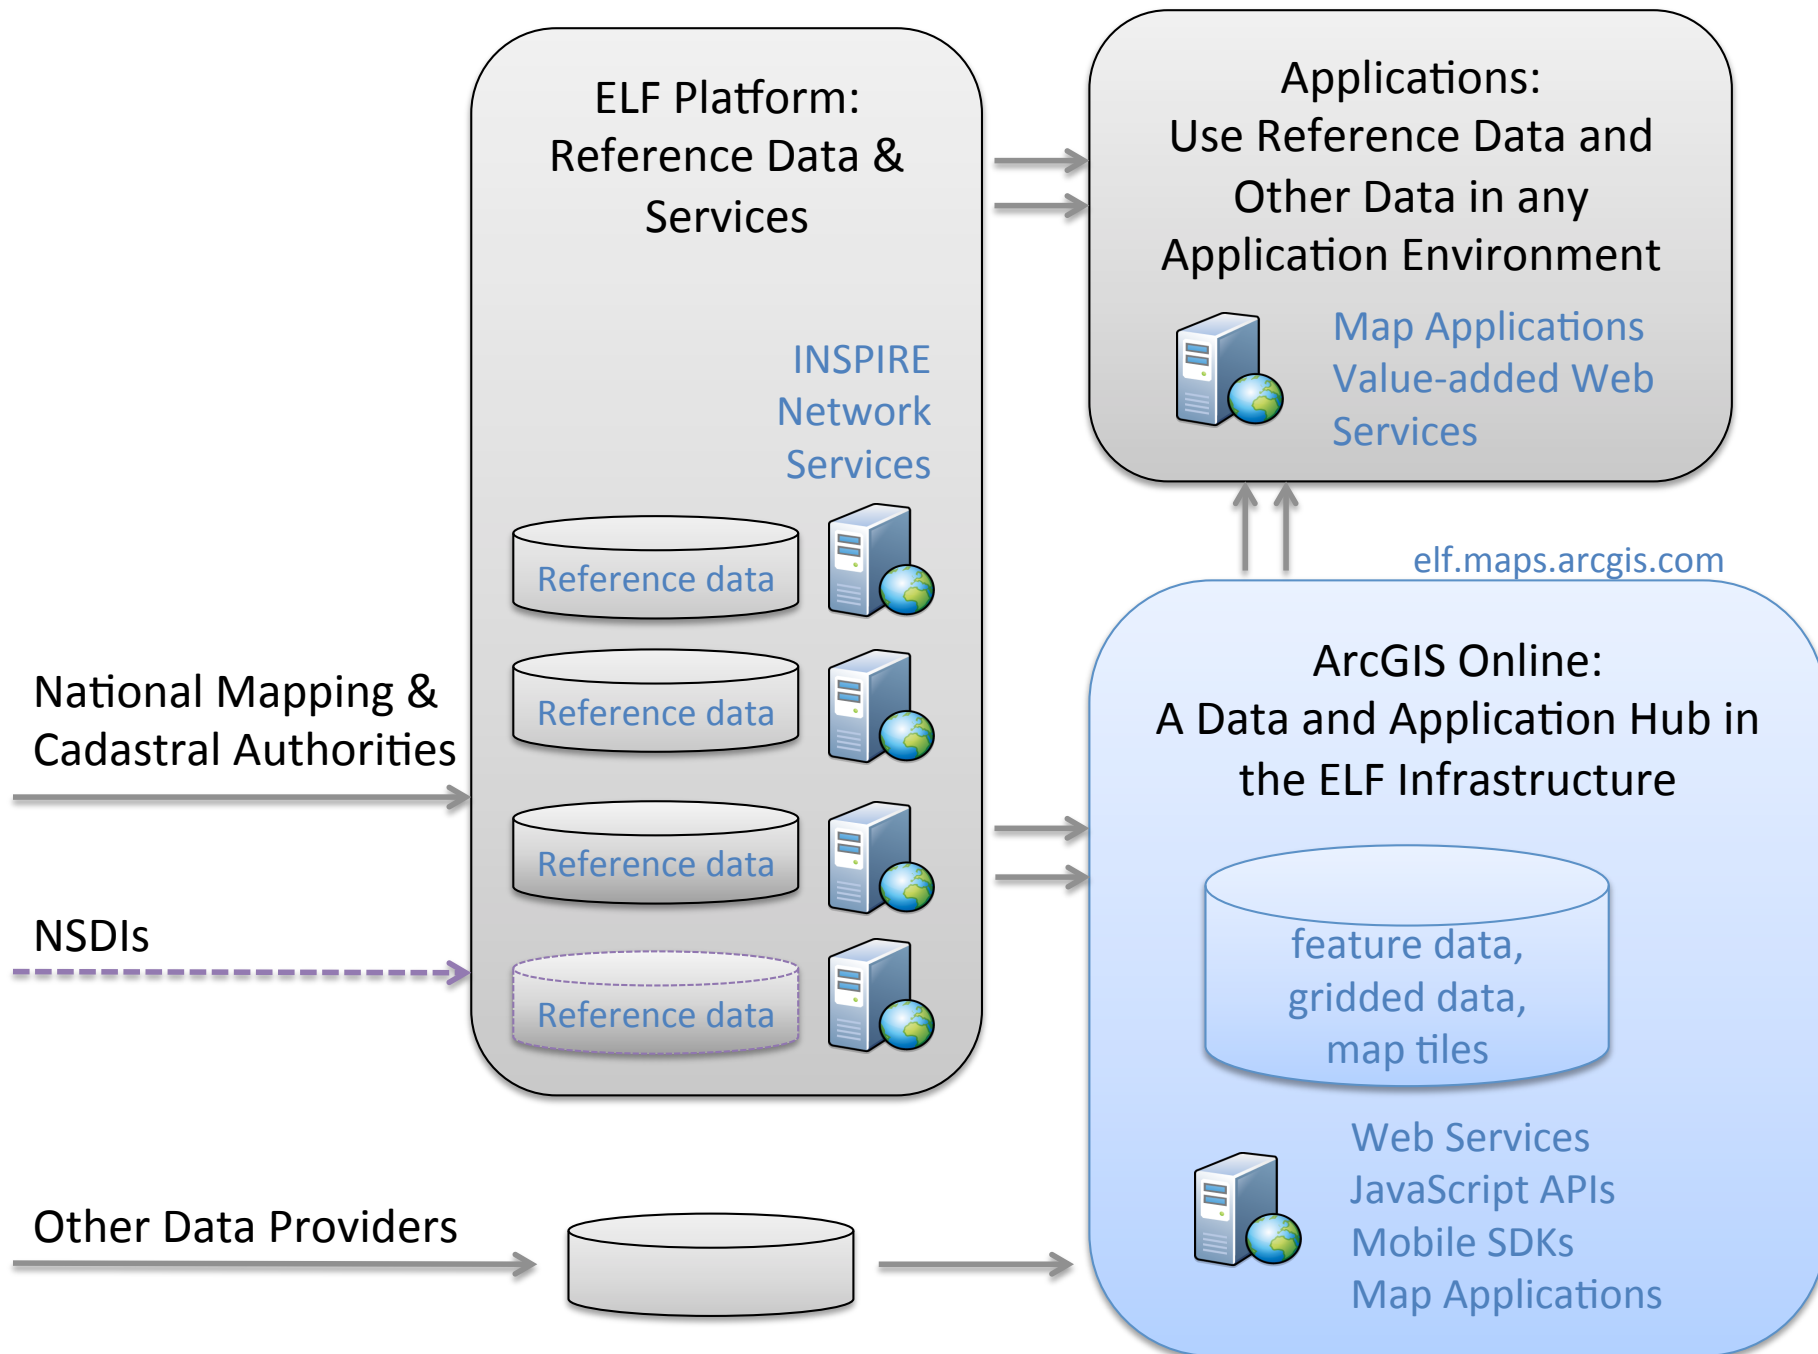 ELF Platform:
Reference Data &
Services
INSPIRE
Network
Services
Reference data
Reference data
Reference data
Reference data
National Mapping &
Cadastral Authorities
NSDIs
Other Data Providers
Applications:
Use Reference Data and
Other Data in any
Application Environment
Map Applications
Value-added Web
Services
elf.maps.arcgis.com
ArcGIS Online:
A Data and Application Hub in
the ELF Infrastructure
feature data,
gridded data,
map tiles
Web Services
JavaScript APIs
Mobile SDKs
Map Applications